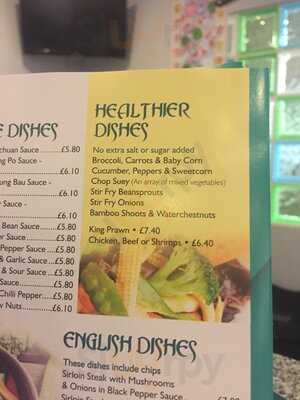 E DISHES
chuan Sauce ......£5.80
ng Po Sauce -
£6.10
ung Bau Sauce -
£6.10
Sauce -
£6.10
Bean Sauce ......£5.80
er Sauce ......£5.80
Pepper Sauce ...£5.80
& Garlic Sauce ...£5.80
& Sour Sauce ...£5.80
Sauce ......£5.80
Chilli Pepper ......£5.80
w Nuts ......£6.10
HEALTHIER
DISHES
No extra salt or sugar added
Broccoli, Carrots & Baby Corn
Cucumber, Peppers & Sweetcorn
Chop Suey (An array of mixed vegetables)
Stir Fry Beansprouts
Stir Fry Onions
Bamboo Shoots & Waterchestnuts
King Prawn • £7.40
Chicken, Beef or Shrimps • £6.40
ENGLISH DISHES
These dishes include chips
Sirloin Steak with Mushrooms
& Onions in Black Pepper Sauce